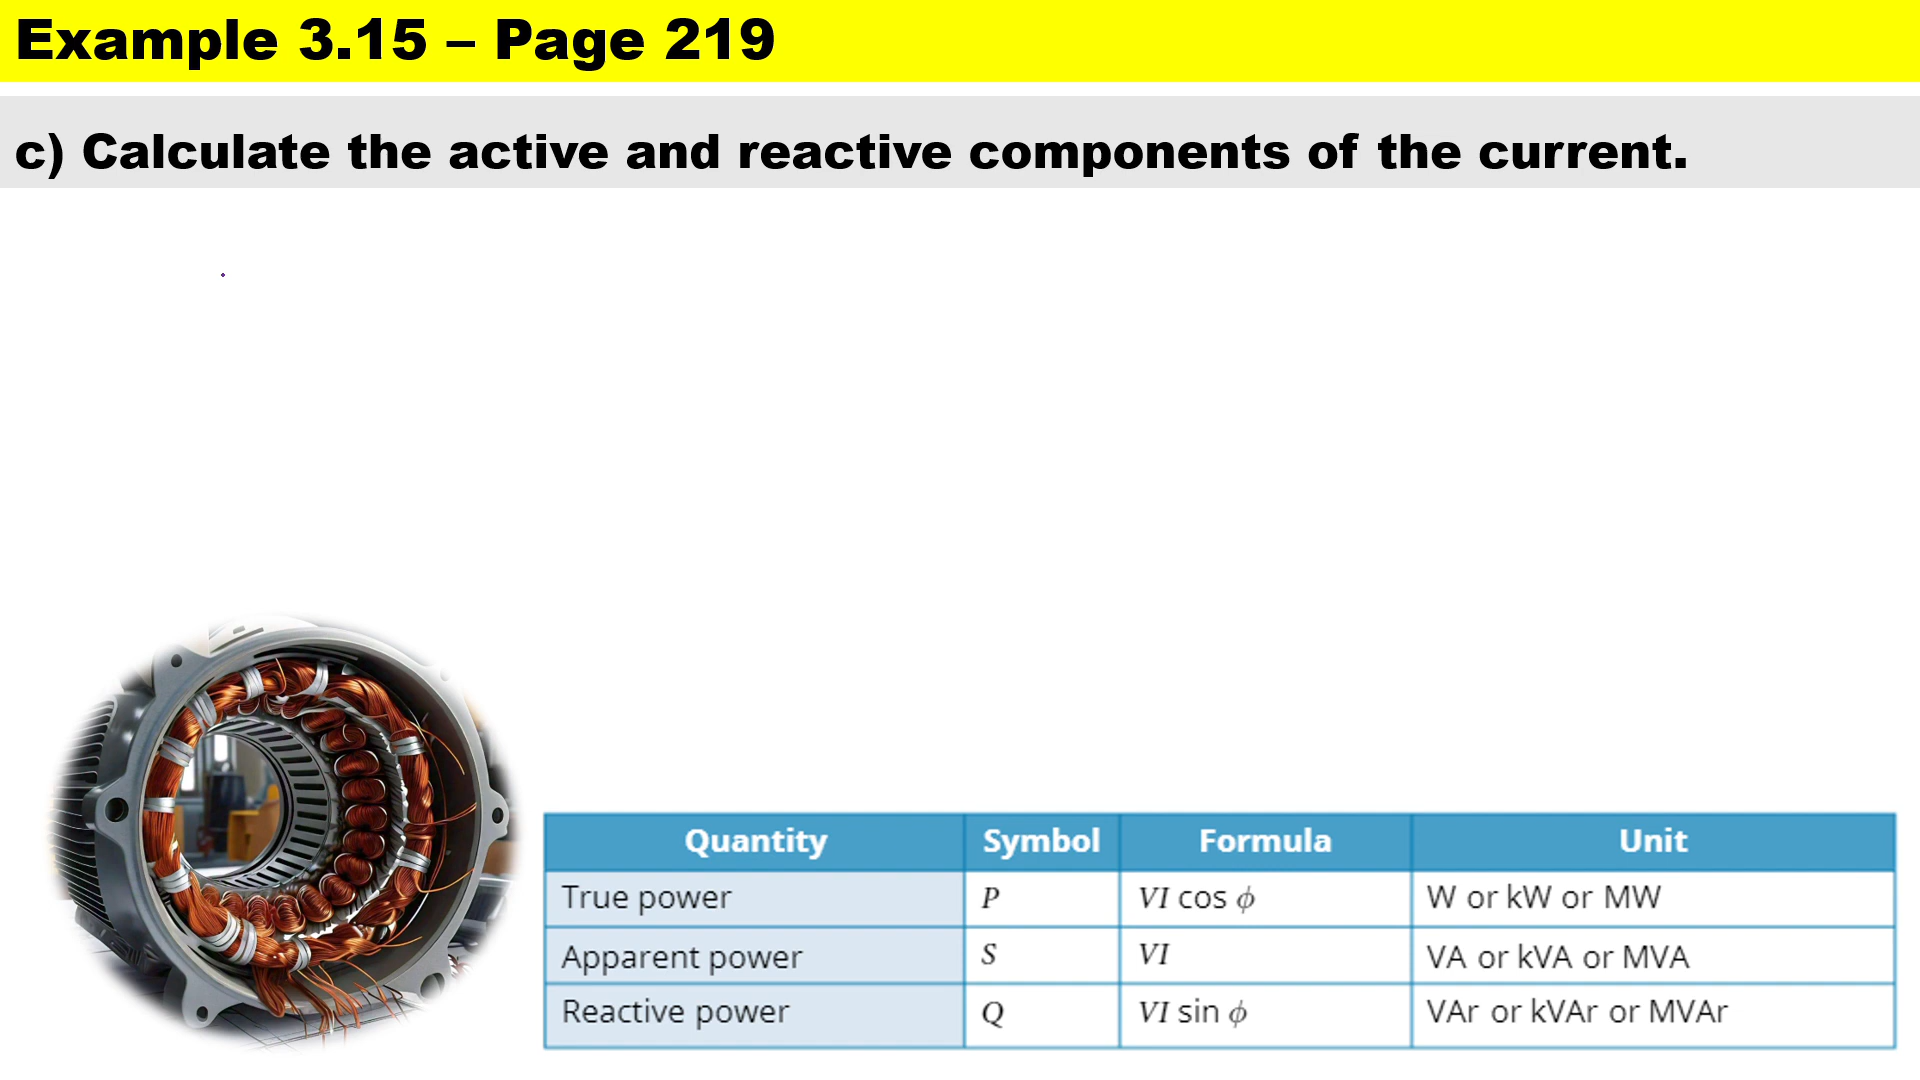 Example 3.15 – Page 219
c) Calculate the active and reactive components of the current.
Quantity Symbol Formula Unit
True power P VI cos ϕ W or kW or MW
Apparent power S VI VA or kVA or MVA
Reactive power Q VI sin ϕ VAr or kVAr or MVAr